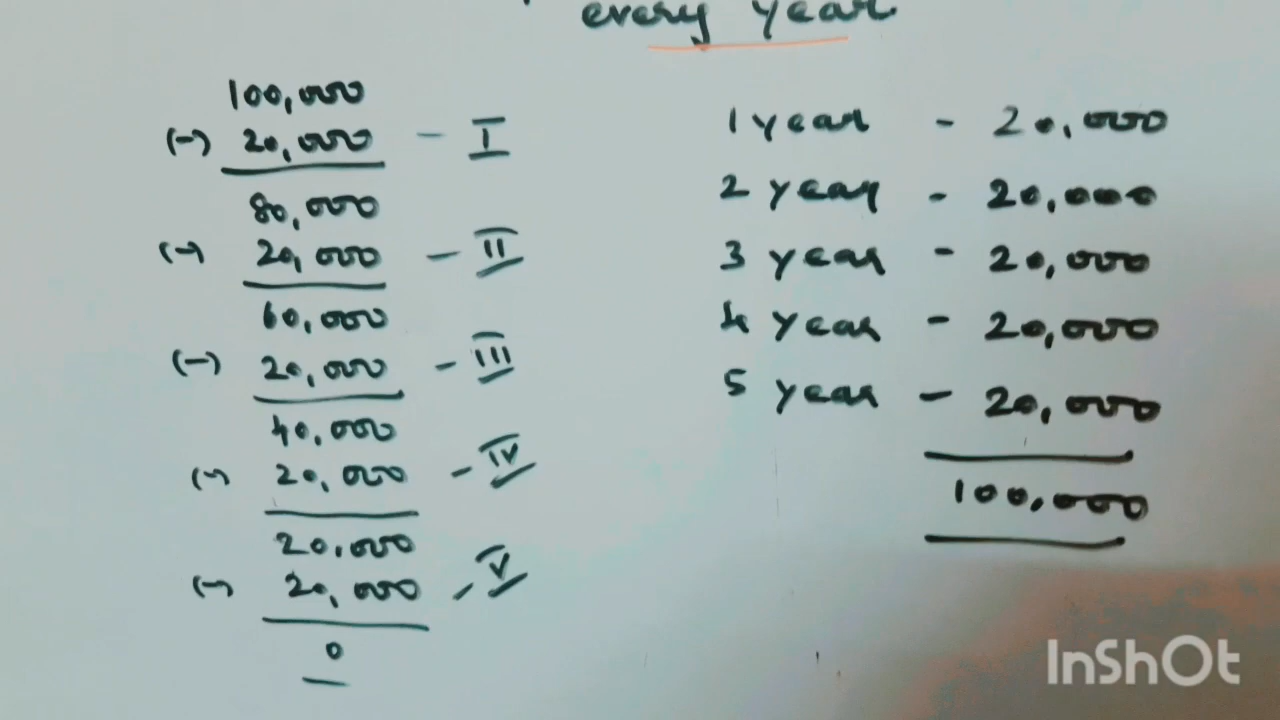 every year.
100,000
(-) 20,000 - I
80,000
(-) 20,000 - II
60,000
(-) 20,000 - III
40,000
(-) 20,000 - IV
20,000
(-) 20,000 - V
0
1 year - 20,000
2 year - 20,000
3 year - 20,000
4 year - 20,000
5 year - 20,000
100,000
InShOt